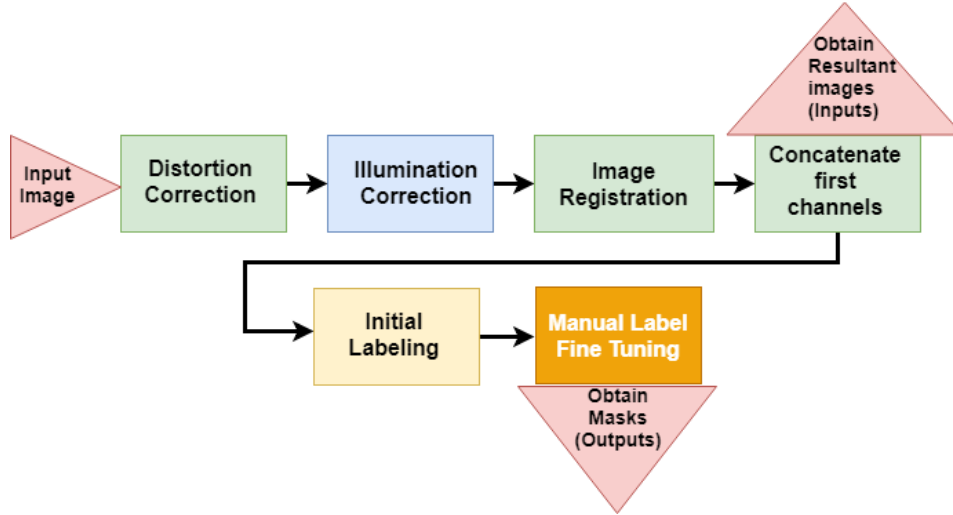 Input
Image
Distortion
Correction
Illumination
Correction
Image
Registration
Obtain
Resultant
images
(Inputs)
Concatenate
first
channels
Initial
Labeling
Manual Label
Fine Tuning
Obtain
Masks
(Outputs)